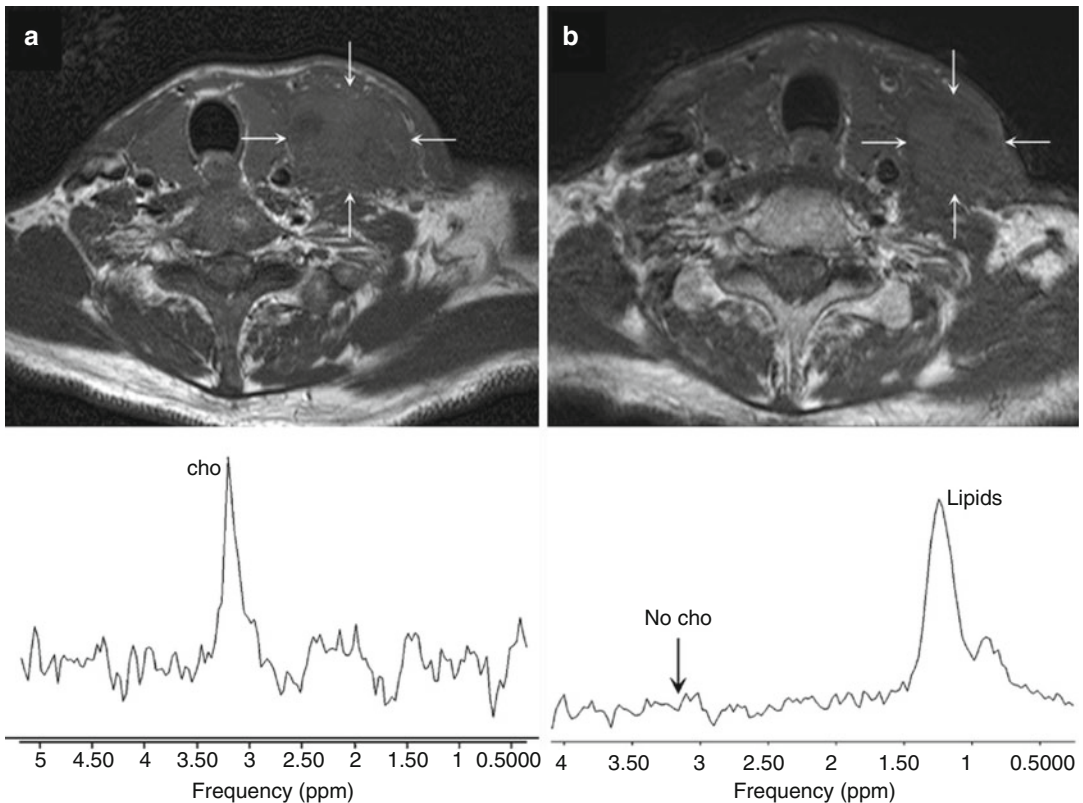 a
b
cho
Lipids
No cho
5 4.50 4 3.50 3 2.50 2 1.50 1 0.5000
4 3.50 3 2.50 2 1.50 1 0.5000
Frequency (ppm)
Frequency (ppm)